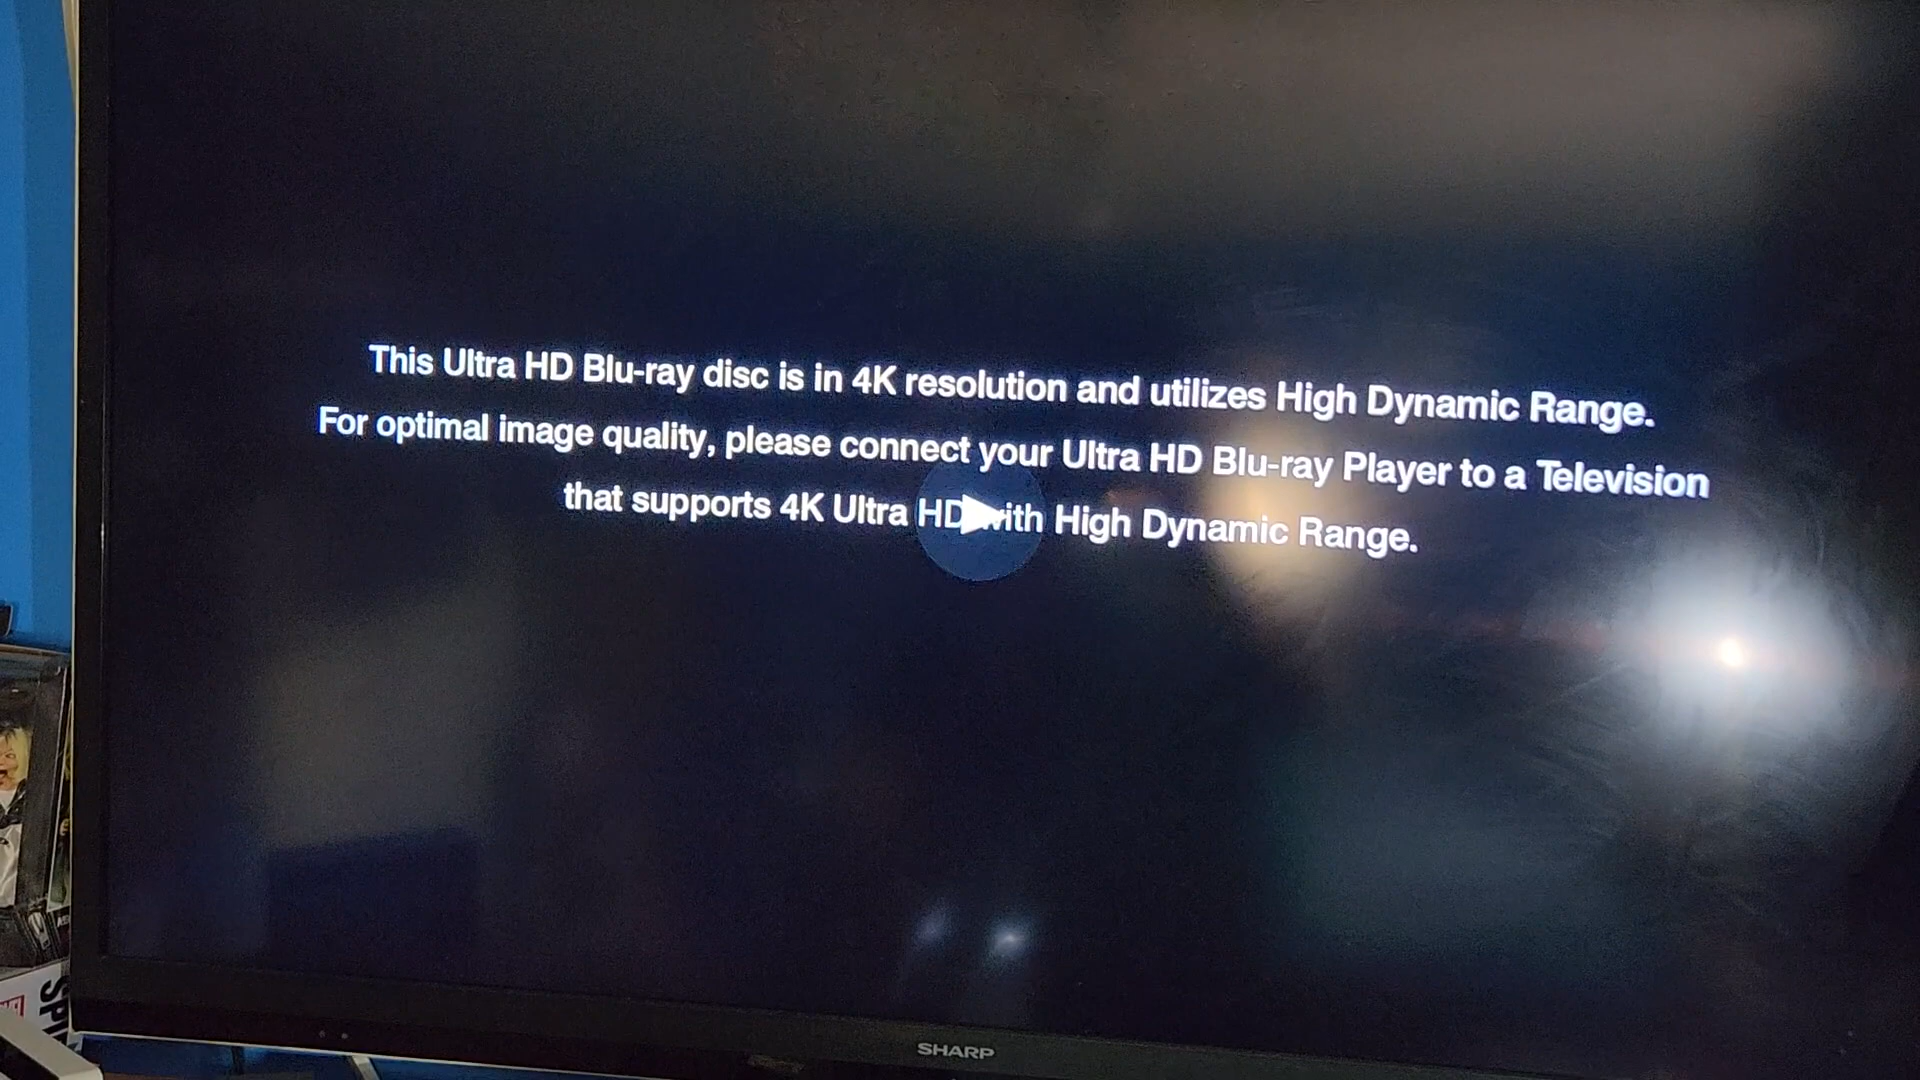 This Ultra HD Blu-ray disc is in 4K resolution and utilizes High Dynamic Range.
For optimal image quality, please connect your Ultra HD Blu-ray Player to a Television
that supports 4K Ultra HD with High Dynamic Range.
SHARP